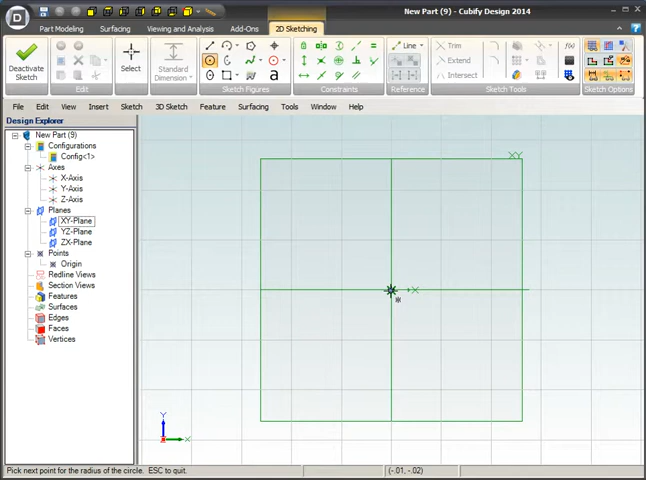 New Part (9) - Cubify Design 2014
Part Modeling Surfacing Viewing and Analysis Add-Ons 2D Sketching
Deactivate Sketch
Select
Standard Dimension
Line
Trim
Extend
Intersect
f(x)
Edit Sketch Figures Constraints Reference Sketch Tools Sketch Options
File Edit View Insert Sketch 3D Sketch Feature Surfacing Tools Window Help
Design Explorer
New Part (9)
Configurations
Config<1>
Axes
X-Axis
Y-Axis
Z-Axis
Planes
XY-Plane
YZ-Plane
ZX-Plane
Points
Origin
Redline Views
Section Views
Features
Surfaces
Edges
Faces
Vertices
XY
X
Y
X
Pick next point for the radius of the circle. ESC to quit. (-.01, -.02)